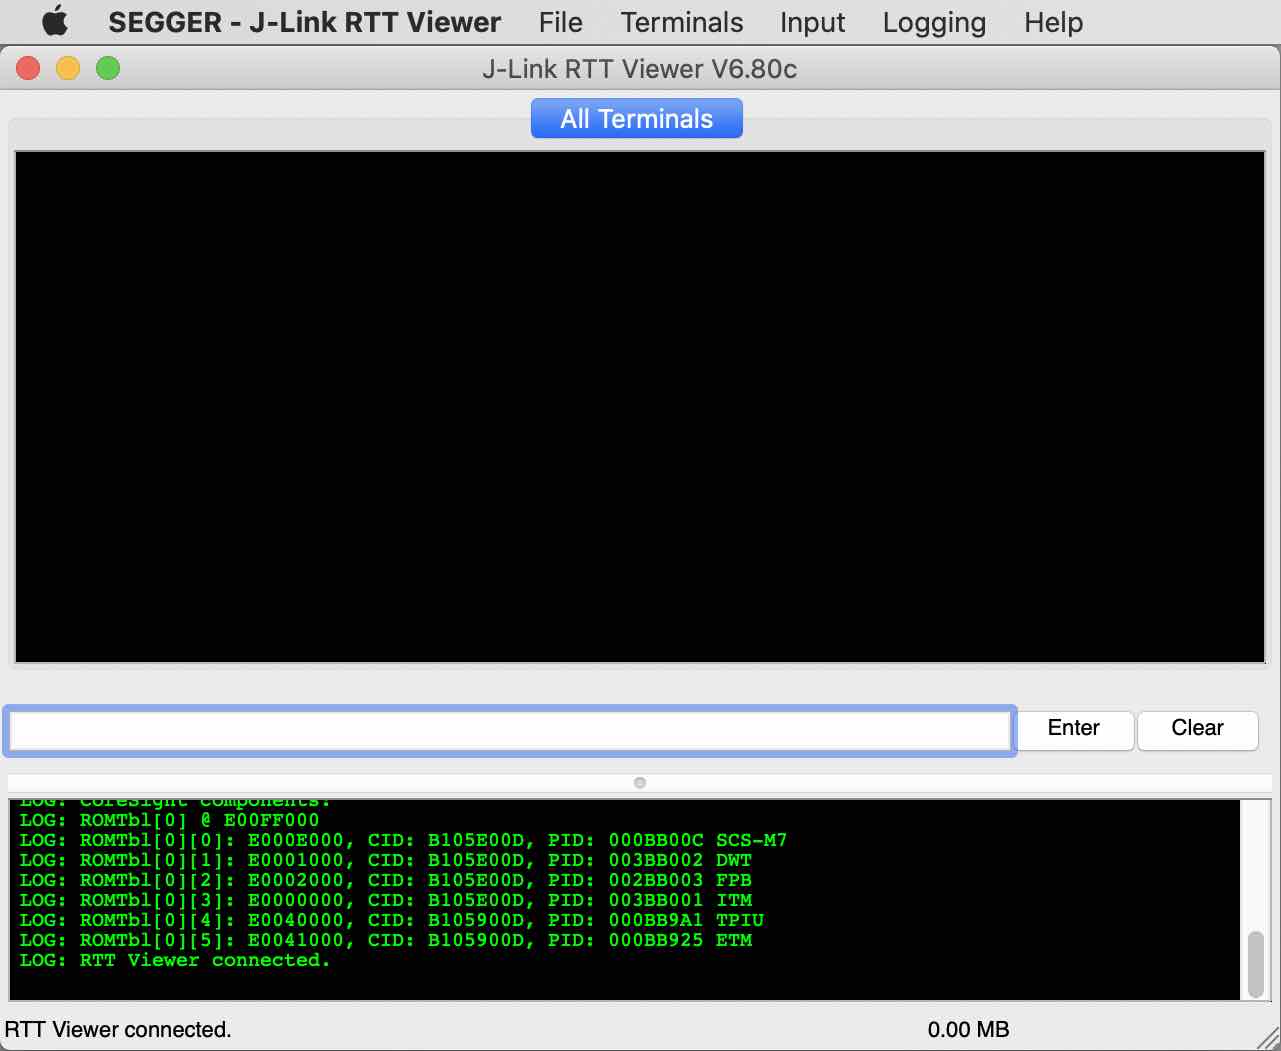 SEGGER - J-Link RTT Viewer File Terminals Input Logging Help
J-Link RTT Viewer V6.80c
All Terminals
Enter Clear
LOG: CoreSight components:
LOG: ROMTbl[0] @ E00FF000
LOG: ROMTbl[0][0]: E000E000, CID: B105E00D, PID: 000BB00C SCS-M7
LOG: ROMTbl[0][1]: E0001000, CID: B105E00D, PID: 003BB002 DWT
LOG: ROMTbl[0][2]: E0002000, CID: B105E00D, PID: 002BB003 FPB
LOG: ROMTbl[0][3]: E0000000, CID: B105E00D, PID: 003BB001 ITM
LOG: ROMTbl[0][4]: E0040000, CID: B105900D, PID: 000BB9A1 TPIU
LOG: ROMTbl[0][5]: E0041000, CID: B105900D, PID: 000BB925 ETM
LOG: RTT Viewer connected.
RTT Viewer connected. 0.00 MB